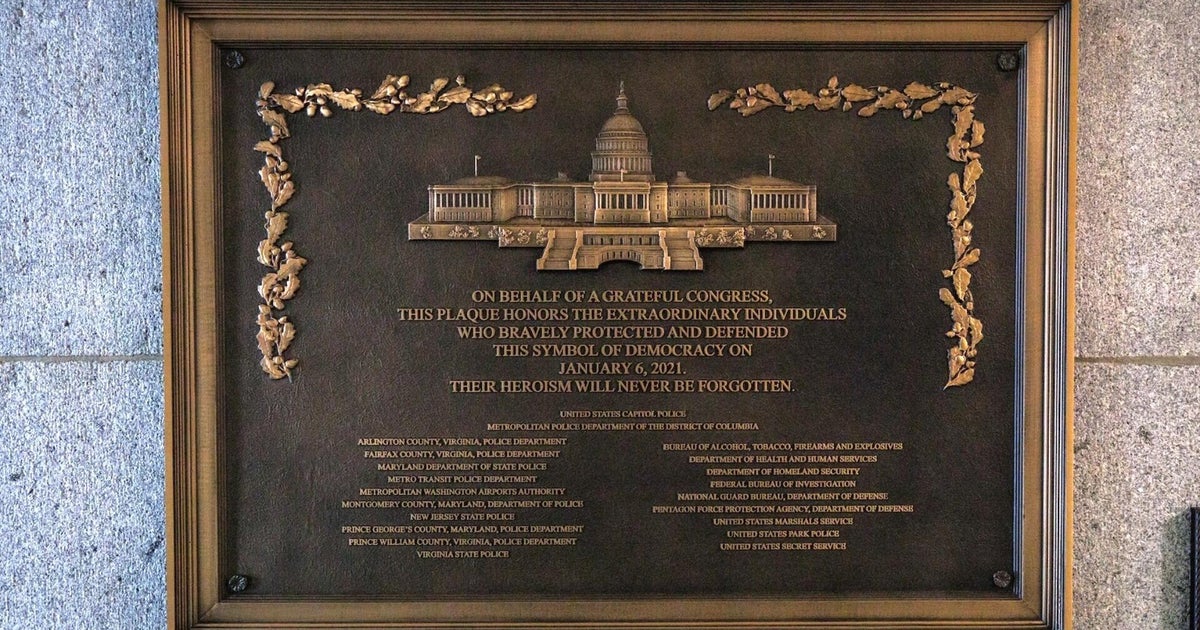 ON BEHALF OF A GRATEFUL CONGRESS,
THIS PLAQUE HONORS THE EXTRAORDINARY INDIVIDUALS
WHO BRAVELY PROTECTED AND DEFENDED
THIS SYMBOL OF DEMOCRACY ON
JANUARY 6, 2021.
THEIR HEROISM WILL NEVER BE FORGOTTEN.
UNITED STATES CAPITOL POLICE
METROPOLITAN POLICE DEPARTMENT OF THE DISTRICT OF COLUMBIA
ARLINGTON COUNTY, VIRGINIA, POLICE DEPARTMENT
FAIRFAX COUNTY, VIRGINIA, POLICE DEPARTMENT
MARYLAND DEPARTMENT OF STATE POLICE
METRO TRANSIT POLICE DEPARTMENT
METROPOLITAN WASHINGTON AIRPORTS AUTHORITY
MONTGOMERY COUNTY, MARYLAND, DEPARTMENT OF POLICE
NEW JERSEY STATE POLICE
PRINCE GEORGE'S COUNTY, MARYLAND, POLICE DEPARTMENT
PRINCE WILLIAM COUNTY, VIRGINIA, POLICE DEPARTMENT
VIRGINIA STATE POLICE
BUREAU OF ALCOHOL, TOBACCO, FIREARMS AND EXPLOSIVES
DEPARTMENT OF HEALTH AND HUMAN SERVICES
DEPARTMENT OF HOMELAND SECURITY
FEDERAL BUREAU OF INVESTIGATION
NATIONAL GUARD BUREAU, DEPARTMENT OF DEFENSE
PENTAGON FORCE PROTECTION AGENCY, DEPARTMENT OF DEFENSE
UNITED STATES MARSHALS SERVICE
UNITED STATES PARK POLICE
UNITED STATES SECRET SERVICE